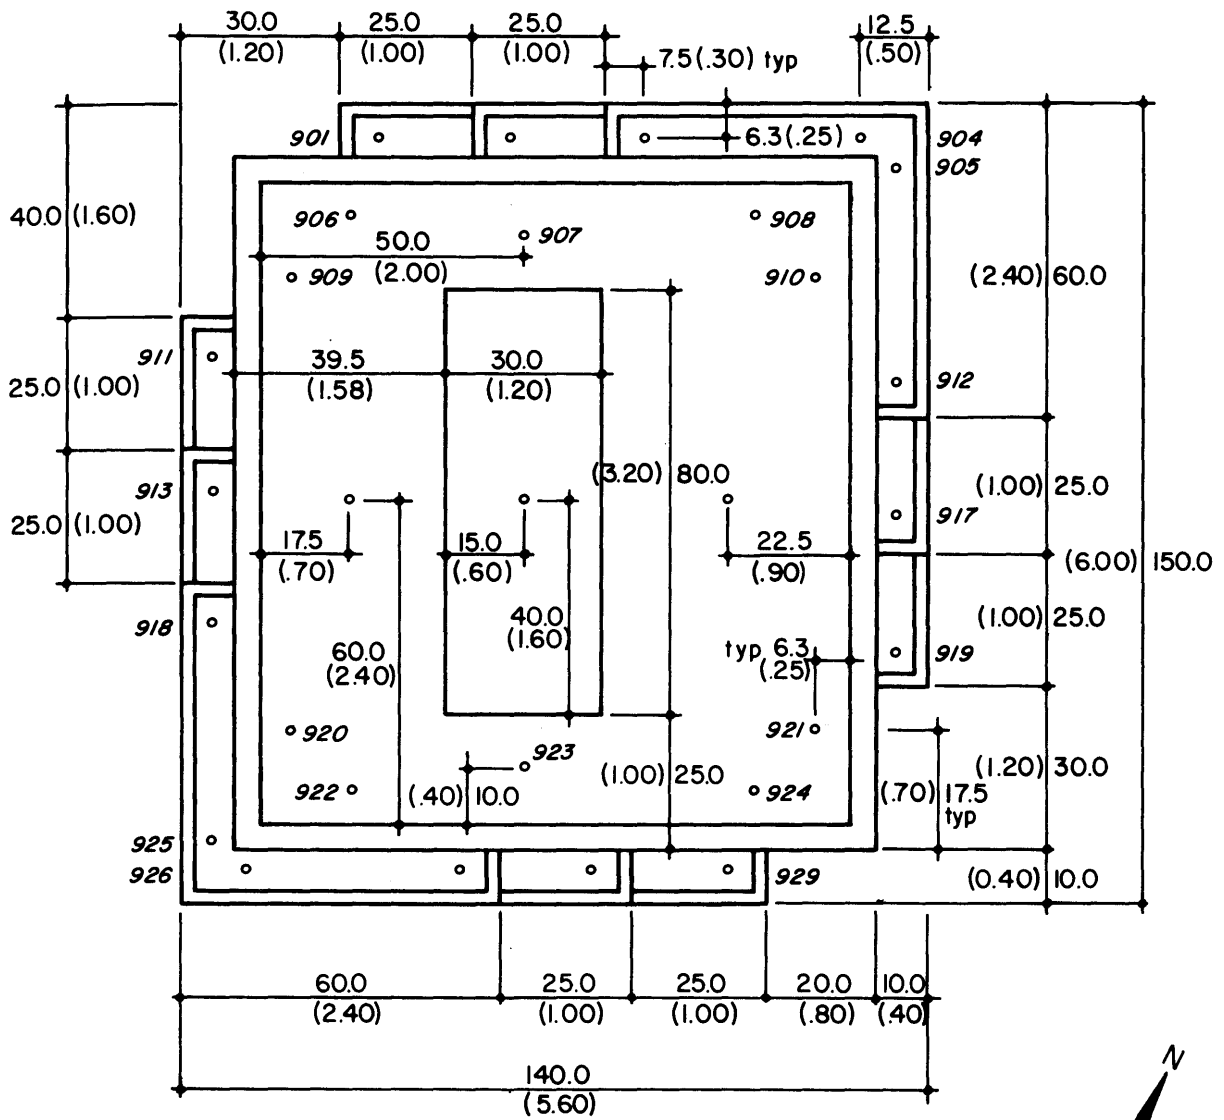 30.0 25.0 25.0 12.5
(1.20) (1.00) (1.00) (.50)
7.5(.30) typ
901 6.3(.25) 904
905
40.0 (1.60)
906 907 908
50.0
(2.00)
909 910 (2.40) 60.0
911 39.5 30.0 912
25.0 (1.00) (1.58) (1.20)
(3.20) 80.0
913 (1.00) 25.0
917
25.0 (1.00) 17.5 15.0 22.5
(.70) (.60) (.90)
(6.00) 150.0
918 40.0 (1.00) 25.0
(1.60)
60.0 typ 6.3 919
(2.40) (.25)
920 921
923
(1.00) 25.0 (1.20) 30.0
922 (.40) 10.0 924 (.70) 17.5
typ
925
926 929 (0.40) 10.0
60.0 25.0 25.0 20.0 10.0
(2.40) (1.00) (1.00) (.80) (.40)
140.0
(5.60)
N